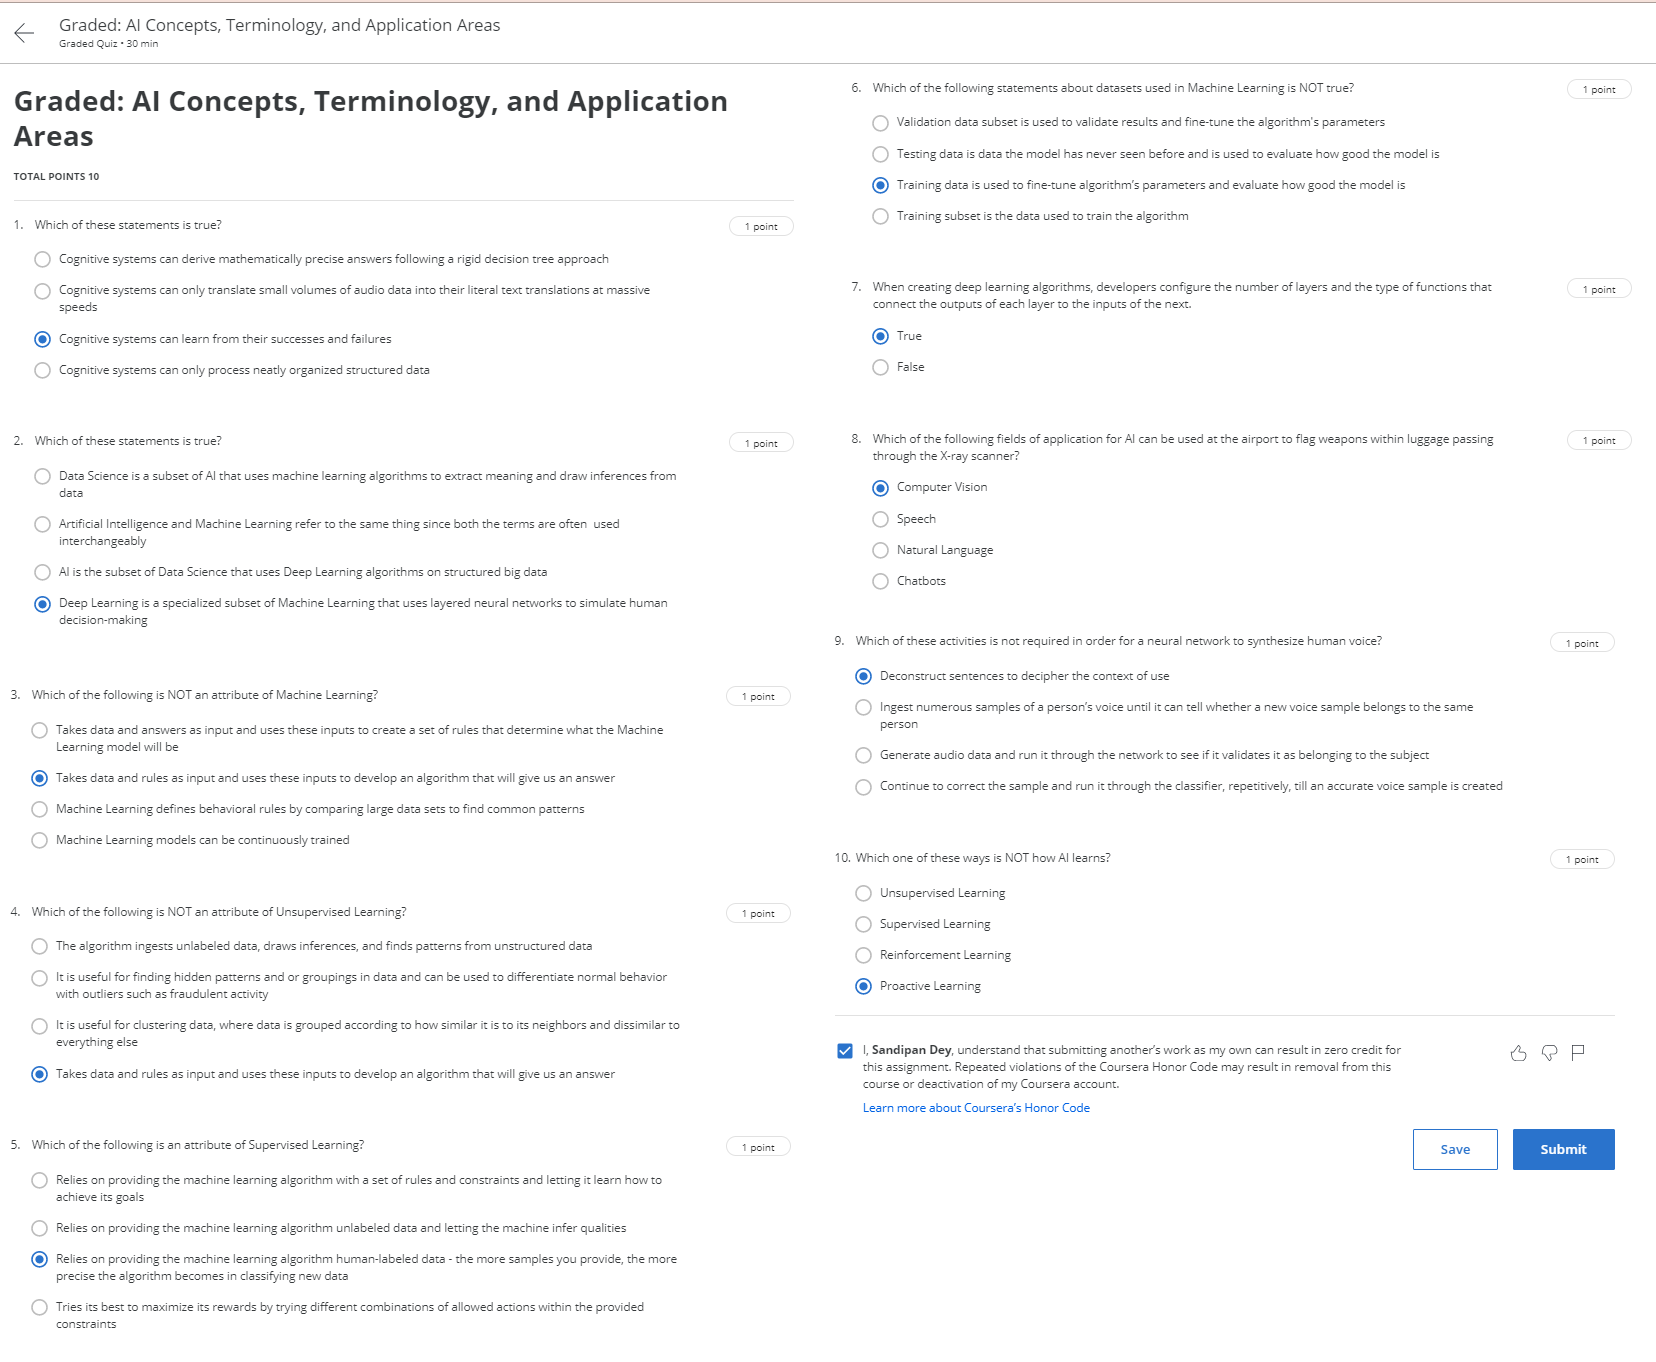 Graded: AI Concepts, Terminology, and Application Areas
Graded Quiz • 30 min
Graded: AI Concepts, Terminology, and Application
Areas
TOTAL POINTS 10
1. Which of these statements is true?
1 point
Cognitive systems can derive mathematically precise answers following a rigid decision tree approach
Cognitive systems can only translate small volumes of audio data into their literal text translations at massive
speeds
Cognitive systems can learn from their successes and failures
Cognitive systems can only process neatly organized structured data
2. Which of these statements is true?
1 point
Data Science is a subset of AI that uses machine learning algorithms to extract meaning and draw inferences from
data
Artificial Intelligence and Machine Learning refer to the same thing since both the terms are often used
interchangeably
AI is the subset of Data Science that uses Deep Learning algorithms on structured big data
Deep Learning is a specialized subset of Machine Learning that uses layered neural networks to simulate human
decision-making
3. Which of the following is NOT an attribute of Machine Learning?
1 point
Takes data and answers as input and uses these inputs to create a set of rules that determine what the Machine
Learning model will be
Takes data and rules as input and uses these inputs to develop an algorithm that will give us an answer
Machine Learning defines behavioral rules by comparing large data sets to find common patterns
Machine Learning models can be continuously trained
4. Which of the following is NOT an attribute of Unsupervised Learning?
1 point
The algorithm ingests unlabeled data, draws inferences, and finds patterns from unstructured data
It is useful for finding hidden patterns and or groupings in data and can be used to differentiate normal behavior
with outliers such as fraudulent activity
It is useful for clustering data, where data is grouped according to how similar it is to its neighbors and dissimilar to
everything else
Takes data and rules as input and uses these inputs to develop an algorithm that will give us an answer
5. Which of the following is an attribute of Supervised Learning?
1 point
Relies on providing the machine learning algorithm with a set of rules and constraints and letting it learn how to
achieve its goals
Relies on providing the machine learning algorithm unlabeled data and letting the machine infer qualities
Relies on providing the machine learning algorithm human-labeled data - the more samples you provide, the more
precise the algorithm becomes in classifying new data
Tries its best to maximize its rewards by trying different combinations of allowed actions within the provided
constraints
6. Which of the following statements about datasets used in Machine Learning is NOT true?
1 point
Validation data subset is used to validate results and fine-tune the algorithm's parameters
Testing data is data the model has never seen before and is used to evaluate how good the model is
Training data is used to fine-tune algorithm's parameters and evaluate how good the model is
Training subset is the data used to train the algorithm
7. When creating deep learning algorithms, developers configure the number of layers and the type of functions that
connect the outputs of each layer to the inputs of the next.
1 point
True
False
8. Which of the following fields of application for AI can be used at the airport to flag weapons within luggage passing
through the X-ray scanner?
1 point
Computer Vision
Speech
Natural Language
Chatbots
9. Which of these activities is not required in order for a neural network to synthesize human voice?
1 point
Deconstruct sentences to decipher the context of use
Ingest numerous samples of a person's voice until it can tell whether a new voice sample belongs to the same
person
Generate audio data and run it through the network to see if it validates it as belonging to the subject
Continue to correct the sample and run it through the classifier, repetitively, till an accurate voice sample is created
10. Which one of these ways is NOT how AI learns?
1 point
Unsupervised Learning
Supervised Learning
Reinforcement Learning
Proactive Learning
I, Sandipan Dey, understand that submitting another's work as my own can result in zero credit for
this assignment. Repeated violations of the Coursera Honor Code may result in removal from this
course or deactivation of my Coursera account.
Learn more about Coursera's Honor Code
Save
Submit